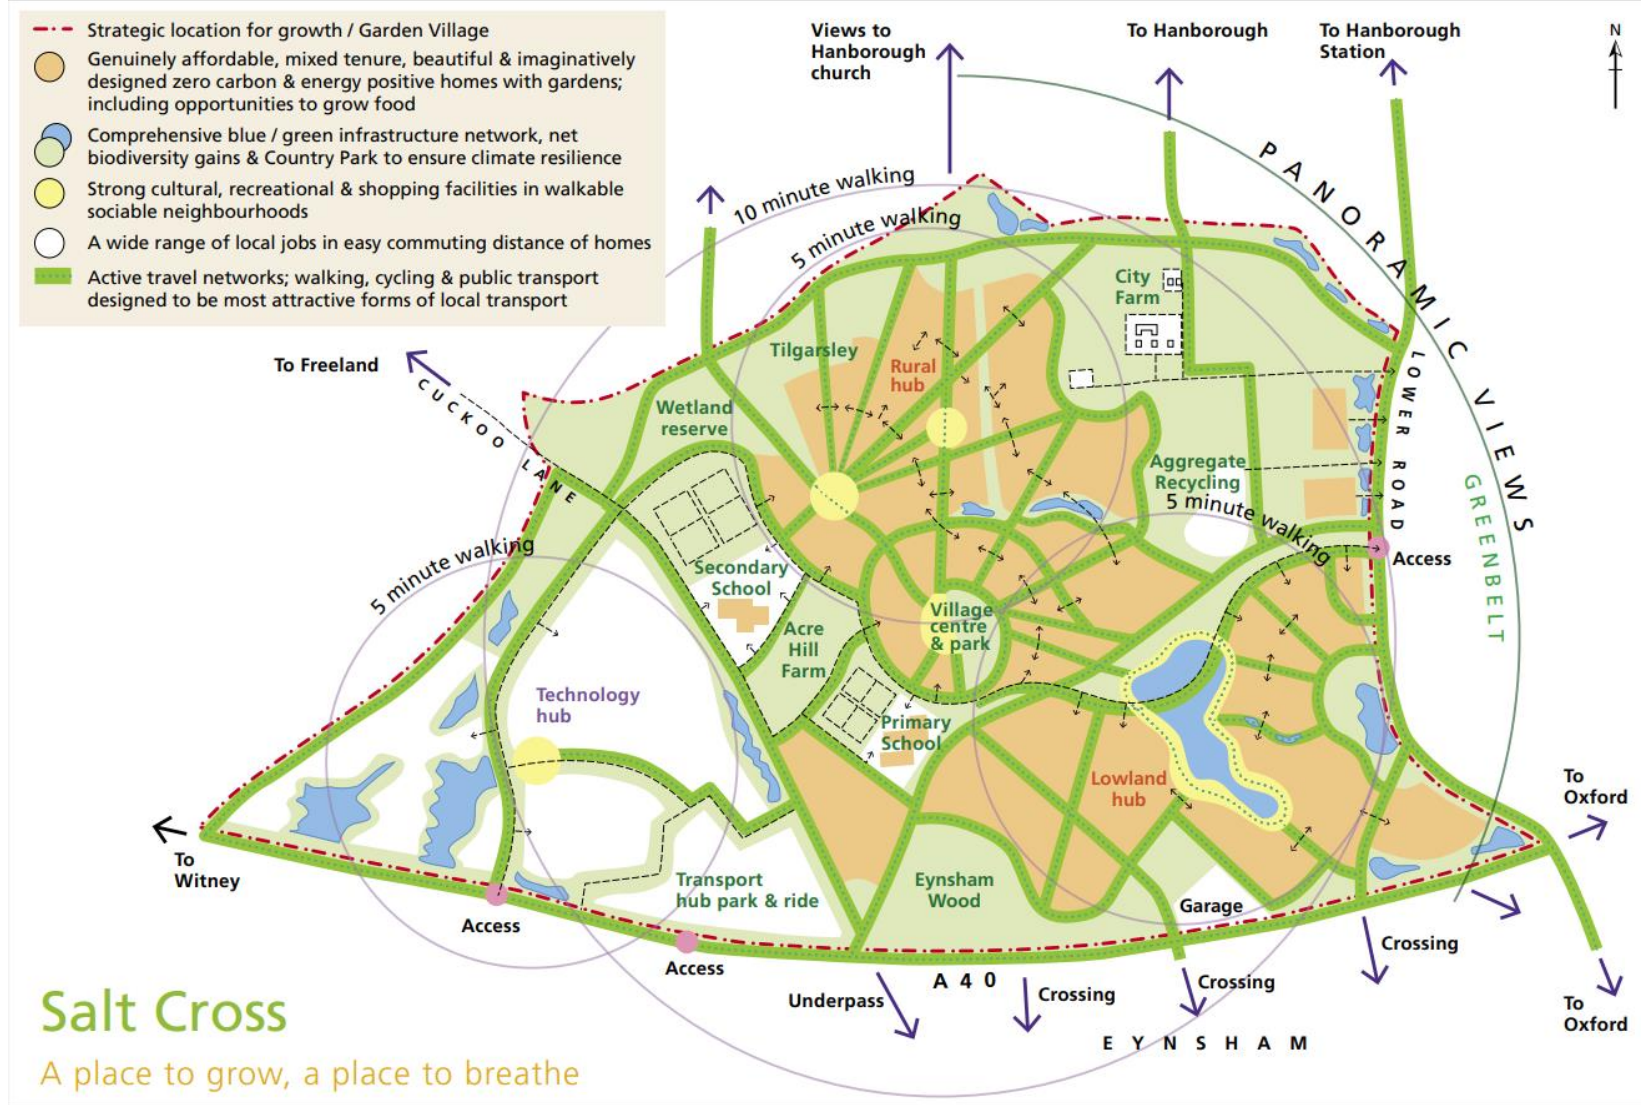 Strategic location for growth / Garden Village
Genuinely affordable, mixed tenure, beautiful & imaginatively
designed zero carbon & energy positive homes with gardens;
including opportunities to grow food
Comprehensive blue / green infrastructure network, net
biodiversity gains & Country Park to ensure climate resilience
Strong cultural, recreational & shopping facilities in walkable
sociable neighbourhoods
A wide range of local jobs in easy commuting distance of homes
Active travel networks; walking, cycling & public transport
designed to be most attractive forms of local transport
Views to
Hanborough
church
To Hanborough
To Hanborough
Station
N
PANORAMIC VIEWS
10 minute walking
5 minute walking
City
Farm
To Freeland
CUCKOO LANE
Tilgarsley
Rural
hub
Wetland
reserve
LOWER ROAD
GREENBELT
Aggregate
Recycling
5 minute walking
5 minute walking
Access
Secondary
School
Acre
Hill
Farm
Village
centre
& park
Technology
hub
Primary
School
Lowland
hub
To
Oxford
To
Witney
Transport
hub park & ride
Eynsham
Wood
Garage
Access
Access
A40
Underpass
Crossing
Crossing
Crossing
To
Oxford
EYNSHAM
Salt Cross
A place to grow, a place to breathe